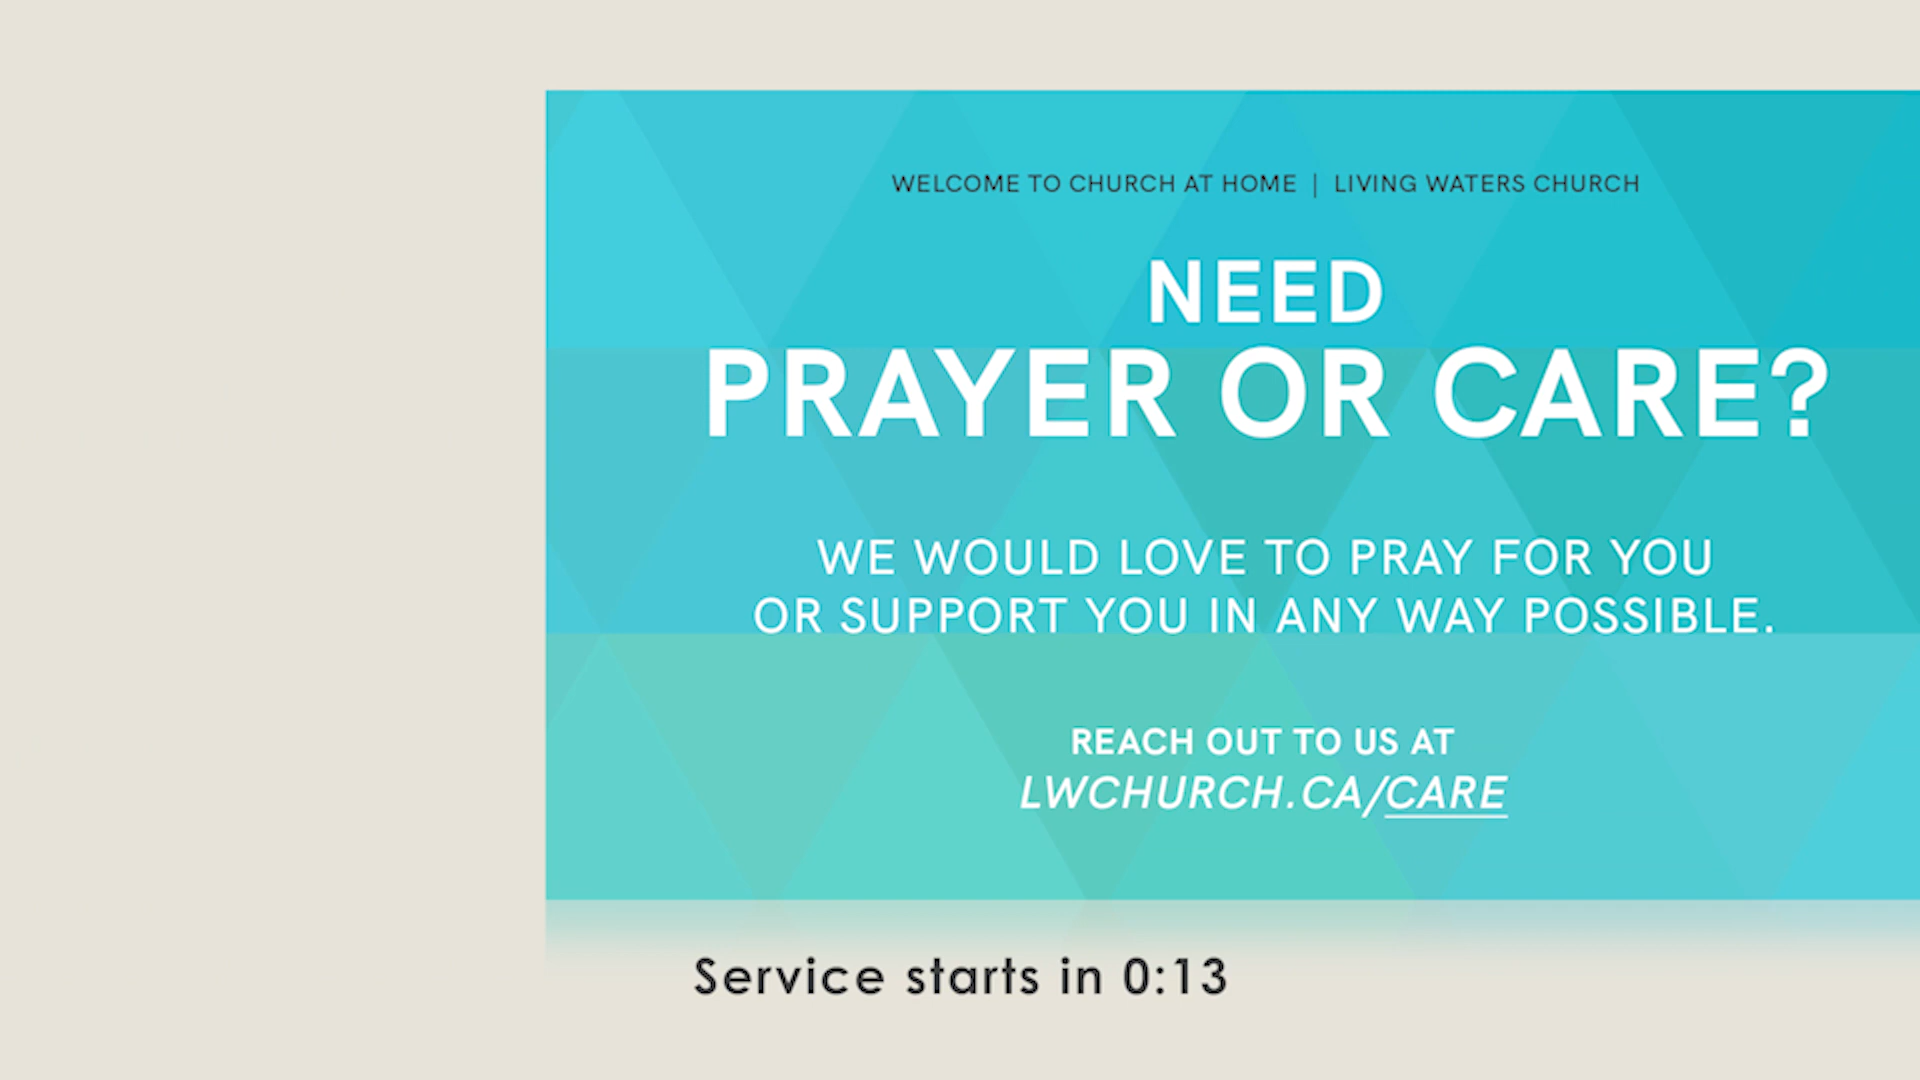 WELCOME TO CHURCH AT HOME | LIVING WATERS CHURCH
NEED
PRAYER OR CARE?
WE WOULD LOVE TO PRAY FOR YOU
OR SUPPORT YOU IN ANY WAY POSSIBLE.
REACH OUT TO US AT
LWCHURCH.CA/CARE
Service starts in 0:13